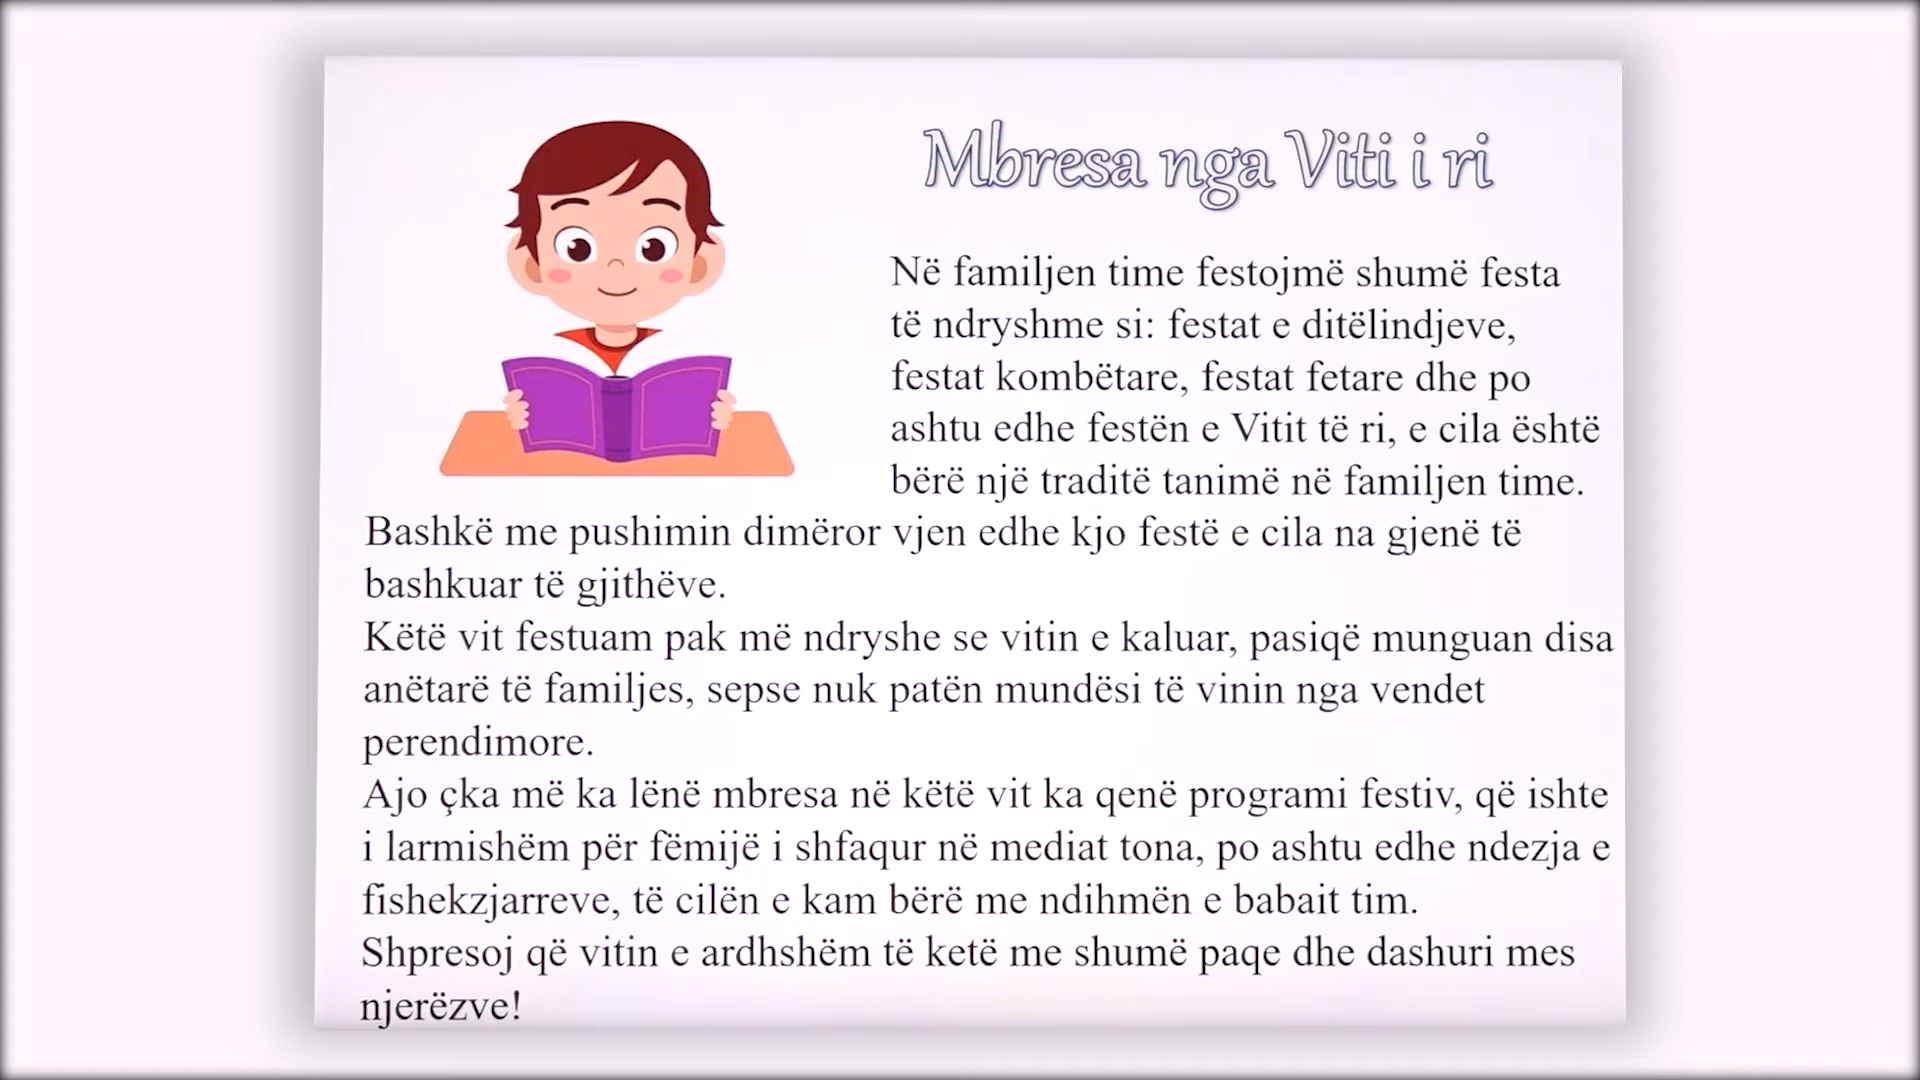 Mbresa nga Viti i ri
Në familjen time festojmë shumë festa
të ndryshme si: festat e ditëlindjeve,
festat kombëtare, festat fetare dhe po
ashtu edhe festën e Vitit të ri, e cila është
bërë një traditë tanimë në familjen time.
Bashkë me pushimin dimëror vjen edhe kjo festë e cila na gjenë të
bashkuar të gjithëve.
Këtë vit festuam pak më ndryshe se vitin e kaluar, pasiqë munguan disa
anëtarë të familjes, sepse nuk patën mundësi të vinin nga vendet
perendimore.
Ajo çka më ka lënë mbresa në këtë vit ka qenë programi festiv, që ishte
i larmishëm për fëmijë i shfaqur në mediat tona, po ashtu edhe ndezja e
fishekzjarreve, të cilën e kam bërë me ndihmën e babait tim.
Shpresoj që vitin e ardhshëm të ketë me shumë paqe dhe dashuri mes
njerëzve!